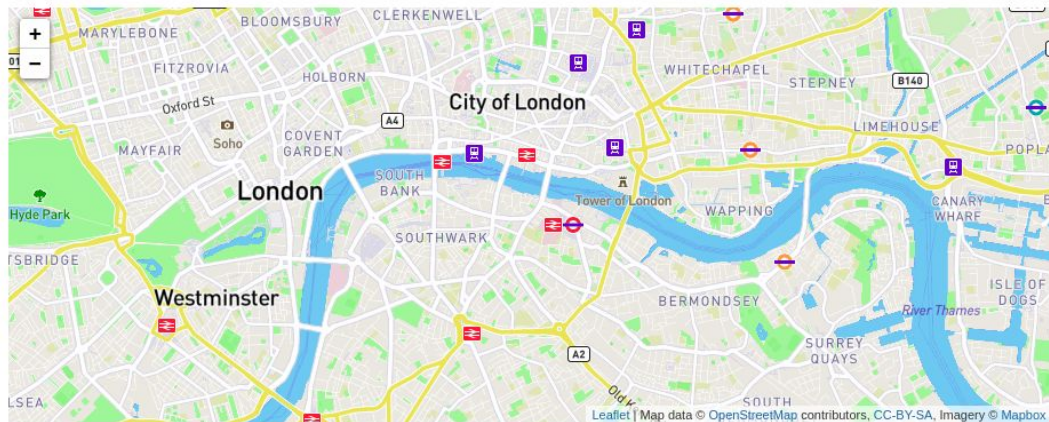 CLERKENWELL
BLOOMSBURY
MARYLEBONE
+
−
FITZROVIA
HOLBORN
WHITECHAPEL
STEPNEY
B140
Oxford St
City of London
A4
LIMEHOUSE
Soho
COVENT
GARDEN
MAYFAIR
POPLA
SOUTH
BANK
London
Tower of London
Hyde Park
WAPPING
CANARY
WHARF
SOUTHWARK
TSBRIDGE
Westminster
BERMONDSEY
ISLE OF
DOGS
River Thames
SURREY
QUAYS
A2
Old K
LSEA
SOUTH
Leaflet | Map data © OpenStreetMap contributors, CC-BY-SA, Imagery © Mapbox